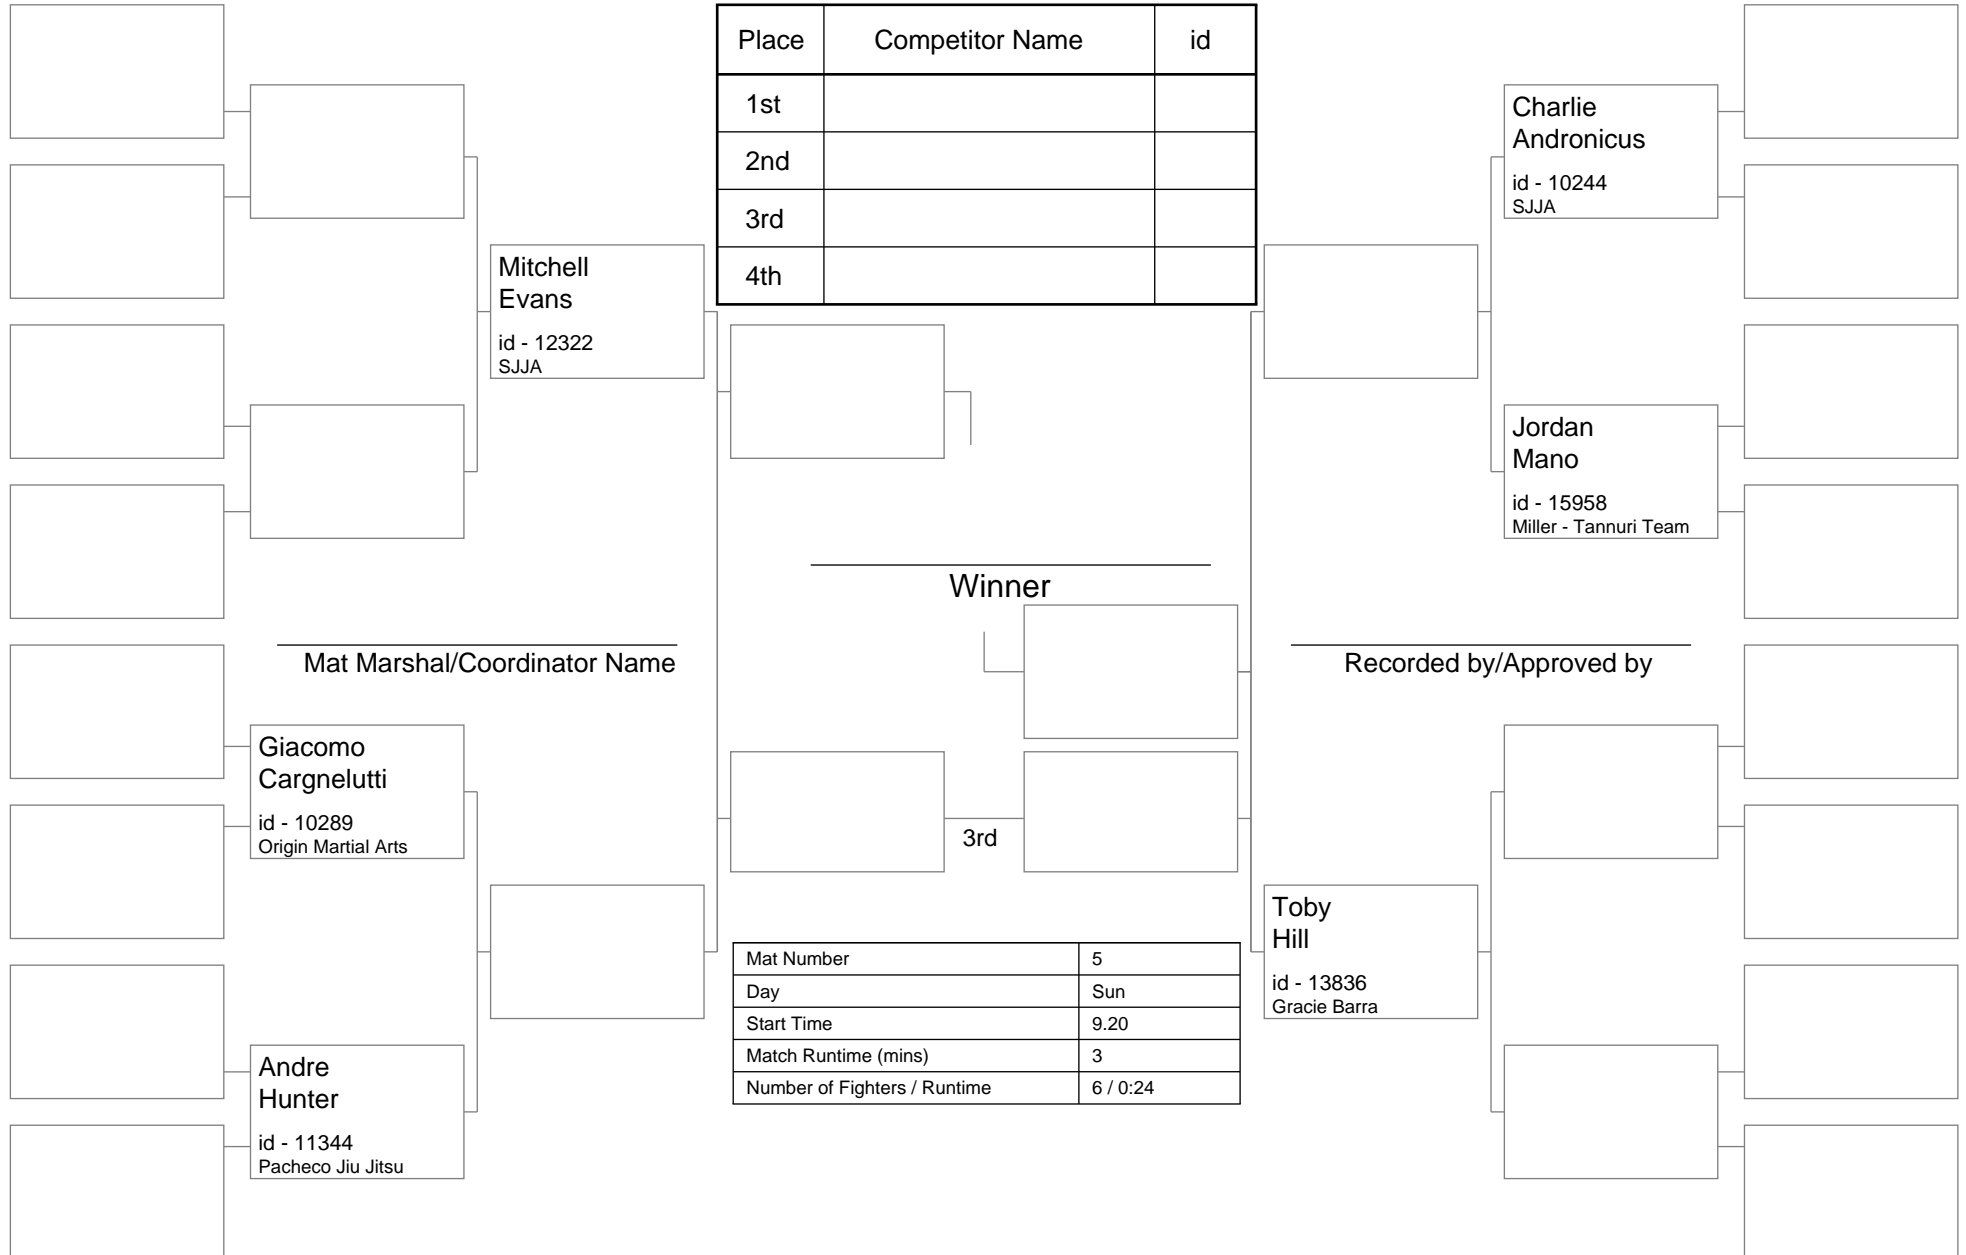 Place Competitor Name id
1st
2nd
3rd
4th
Mitchell
Evans
id - 12322
SJJA
Charlie
Andronicus
id - 10244
SJJA
Jordan
Mano
id - 15958
Miller - Tannuri Team
Winner
Mat Marshal/Coordinator Name
Recorded by/Approved by
Giacomo
Cargnelutti
id - 10289
Origin Martial Arts
3rd
Andre
Hunter
id - 11344
Pacheco Jiu Jitsu
Toby
Hill
id - 13836
Gracie Barra
Mat Number 5
Day Sun
Start Time 9.20
Match Runtime (mins) 3
Number of Fighters / Runtime 6 / 0:24